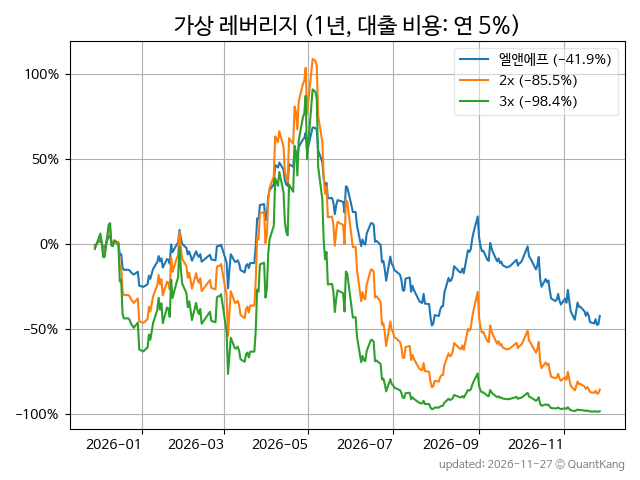 가상 레버리지 (1년, 대출 비용: 연 5%)
엘앤에프 (−41.9%)
2x (−85.5%)
3x (−98.4%)
100%
50%
0%
−50%
−100%
2026-01 2026-03 2026-05 2026-07 2026-09 2026-11
updated: 2026-11-27 © QuantKang